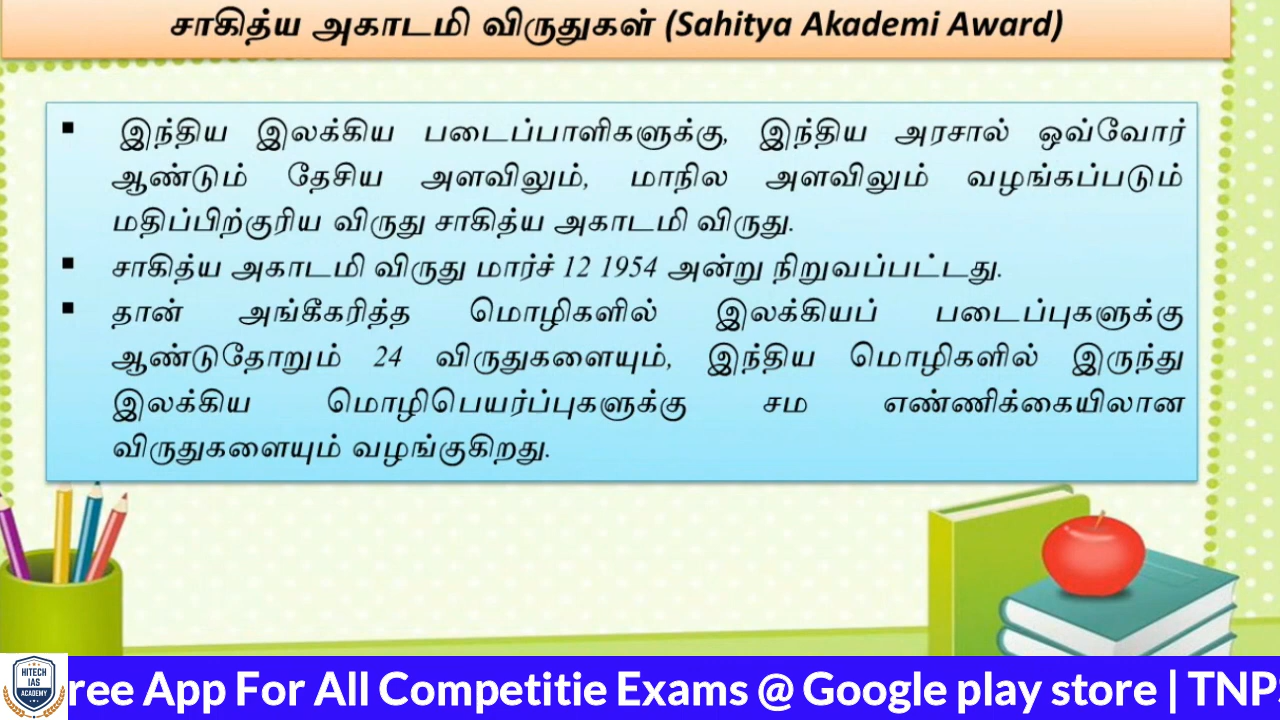 சாகித்ய அகாடமி விருதுகள் (Sahitya Akademi Award)
▪ இந்திய இலக்கிய படைப்பாளிகளுக்கு, இந்திய அரசால் ஒவ்வோர்
ஆண்டும் தேசிய அளவிலும், மாநில அளவிலும் வழங்கப்படும்
மதிப்பிற்குரிய விருது சாகித்ய அகாடமி விருது.
▪ சாகித்ய அகாடமி விருது மார்ச் 12 1954 அன்று நிறுவப்பட்டது.
▪ தான் அங்கீகரித்த மொழிகளில் இலக்கியப் படைப்புகளுக்கு
ஆண்டுதோறும் 24 விருதுகளையும், இந்திய மொழிகளில் இருந்து
இலக்கிய மொழிபெயர்ப்புகளுக்கு சம எண்ணிக்கையிலான
விருதுகளையும் வழங்குகிறது.
HITECH
IAS
ACADEMY
ree App For All Competitie Exams @ Google play store | TNP